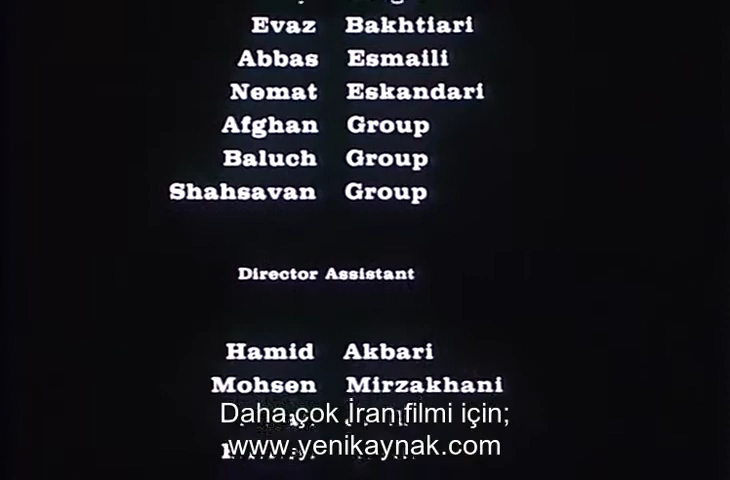 Evaz Bakhtiari
Abbas Esmaili
Nemat Eskandari
Afghan Group
Baluch Group
Shahsavan Group
Director Assistant
Hamid Akbari
Mohsen Mirzakhani
Daha çok İran filmi için;
www.yenikaynak.com